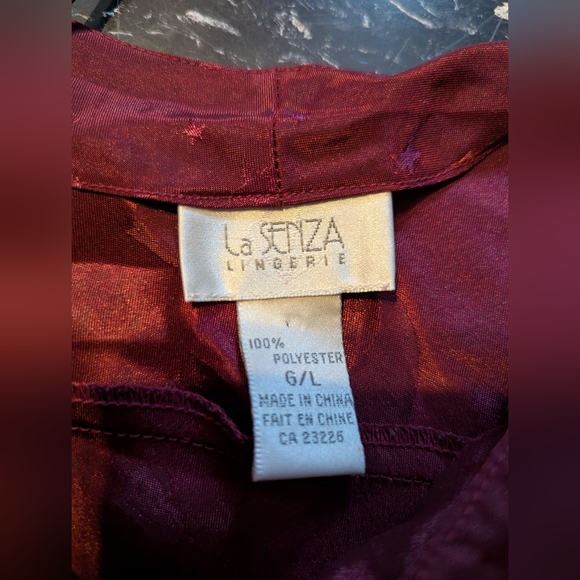 La SENZA
LINGERIE
100%
POLYESTER
G/L
MADE IN CHINA
FAIT EN CHINE
CA 23226